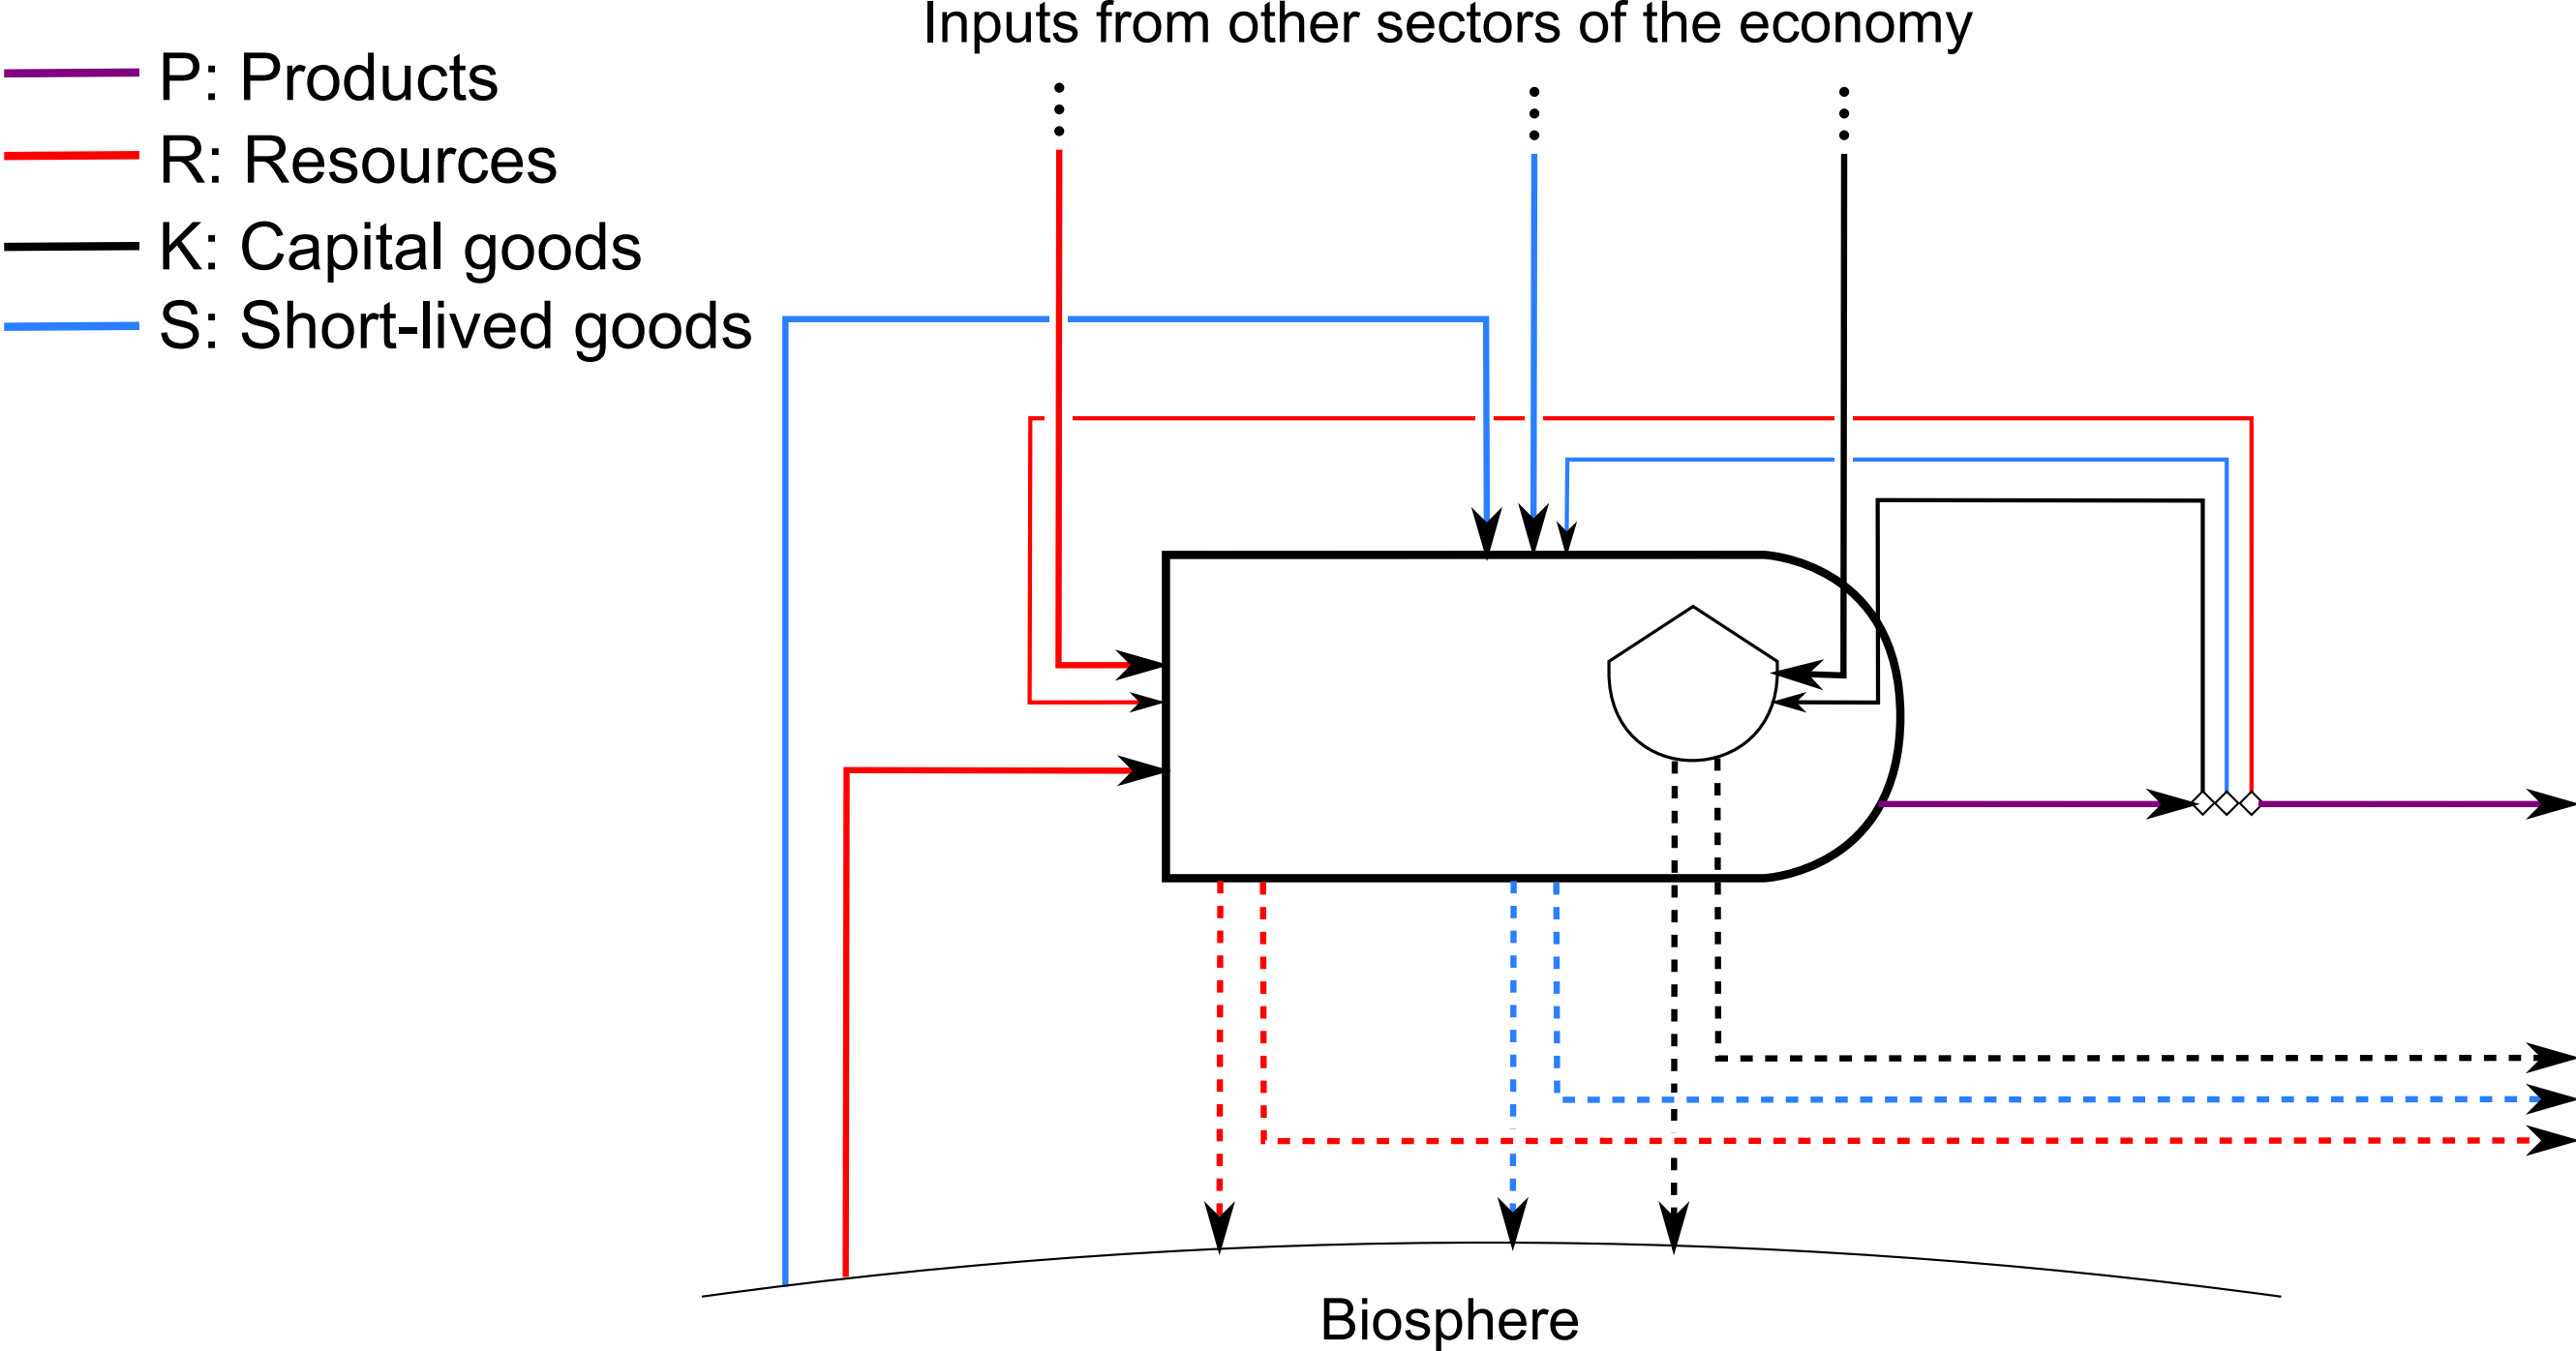 Inputs from other sectors of the economy
P: Products
R: Resources
K: Capital goods
S: Short-lived goods
Biosphere